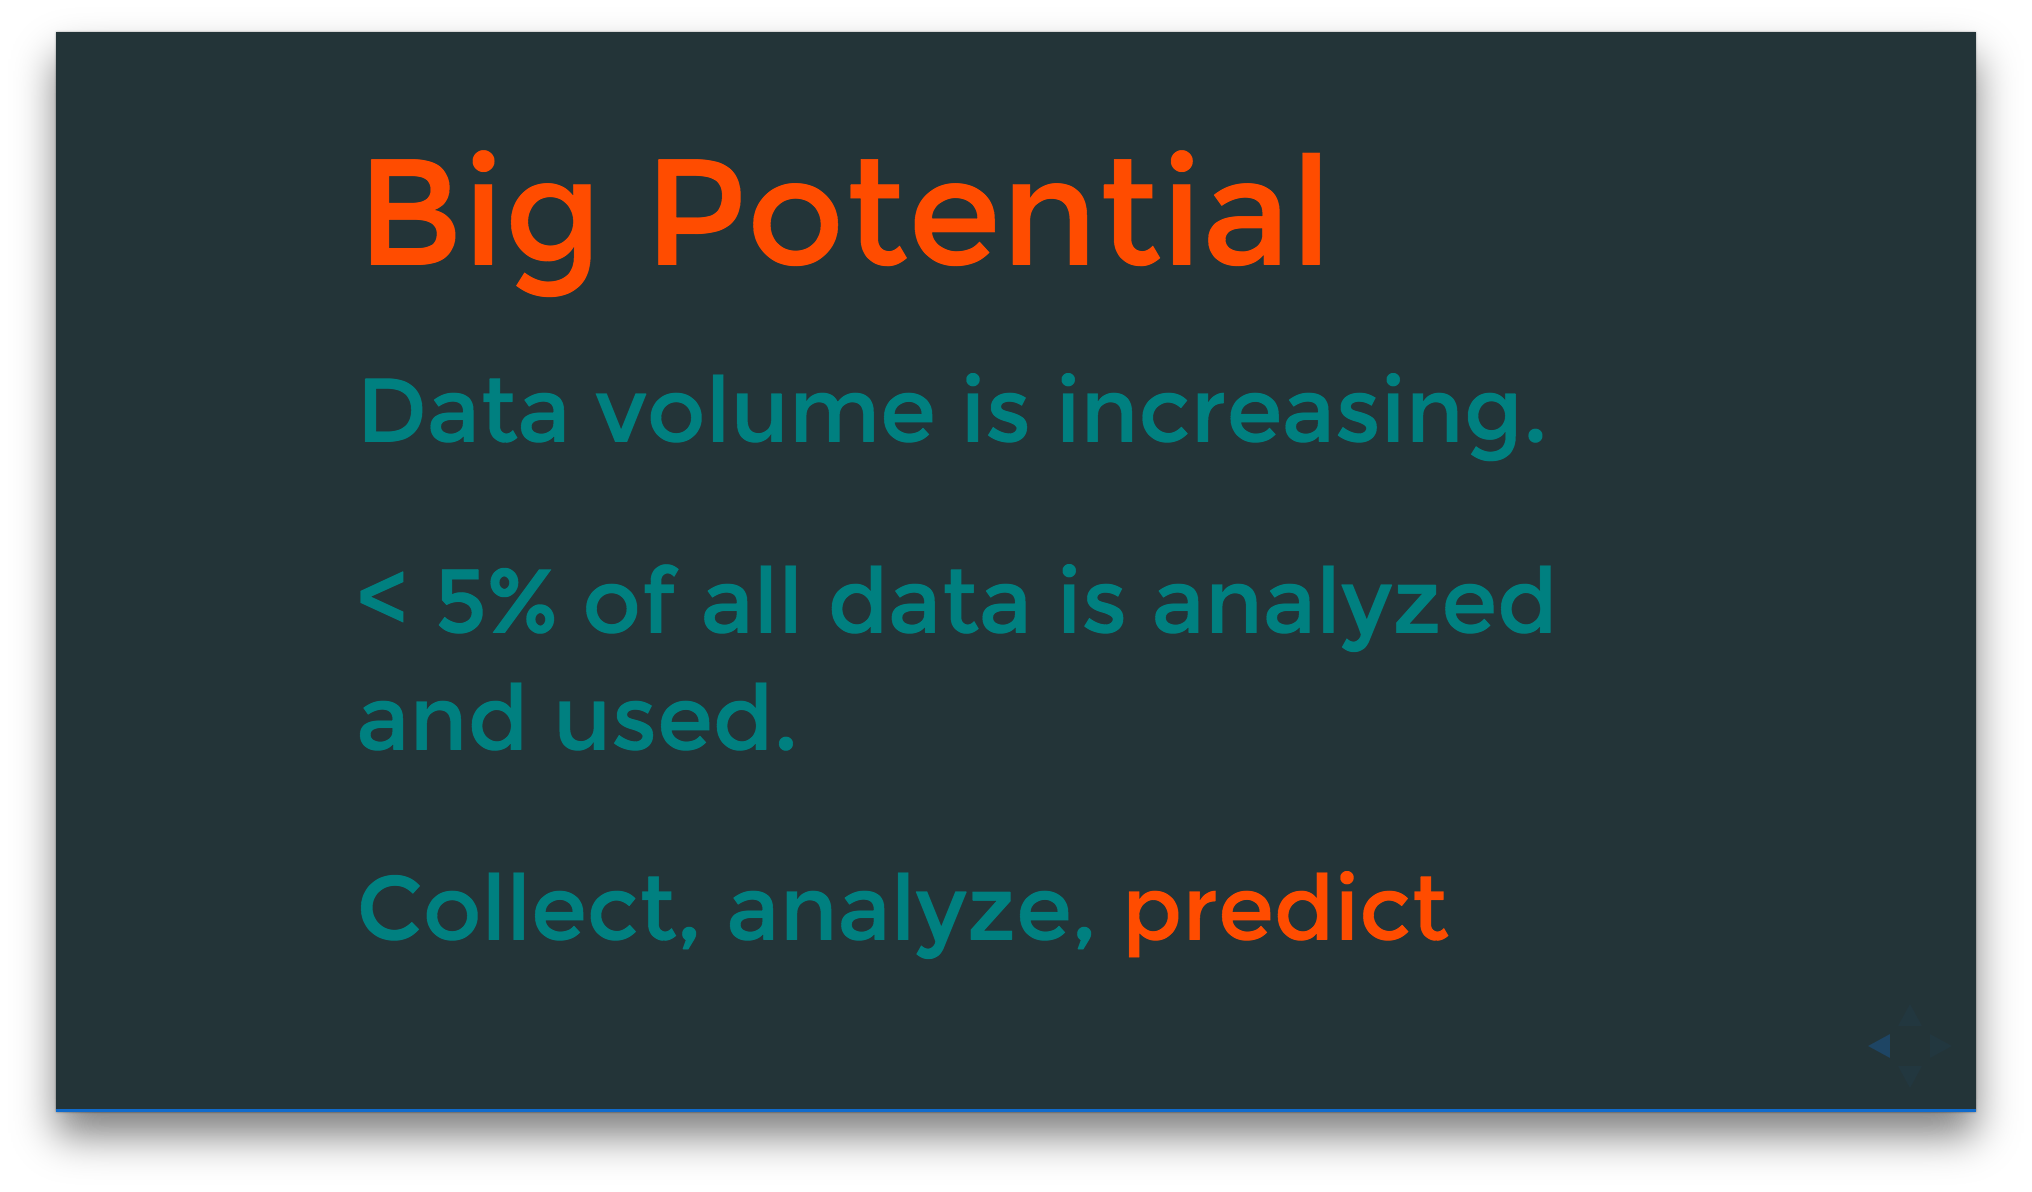 Big Potential
Data volume is increasing.
< 5% of all data is analyzed
and used.
Collect, analyze, predict